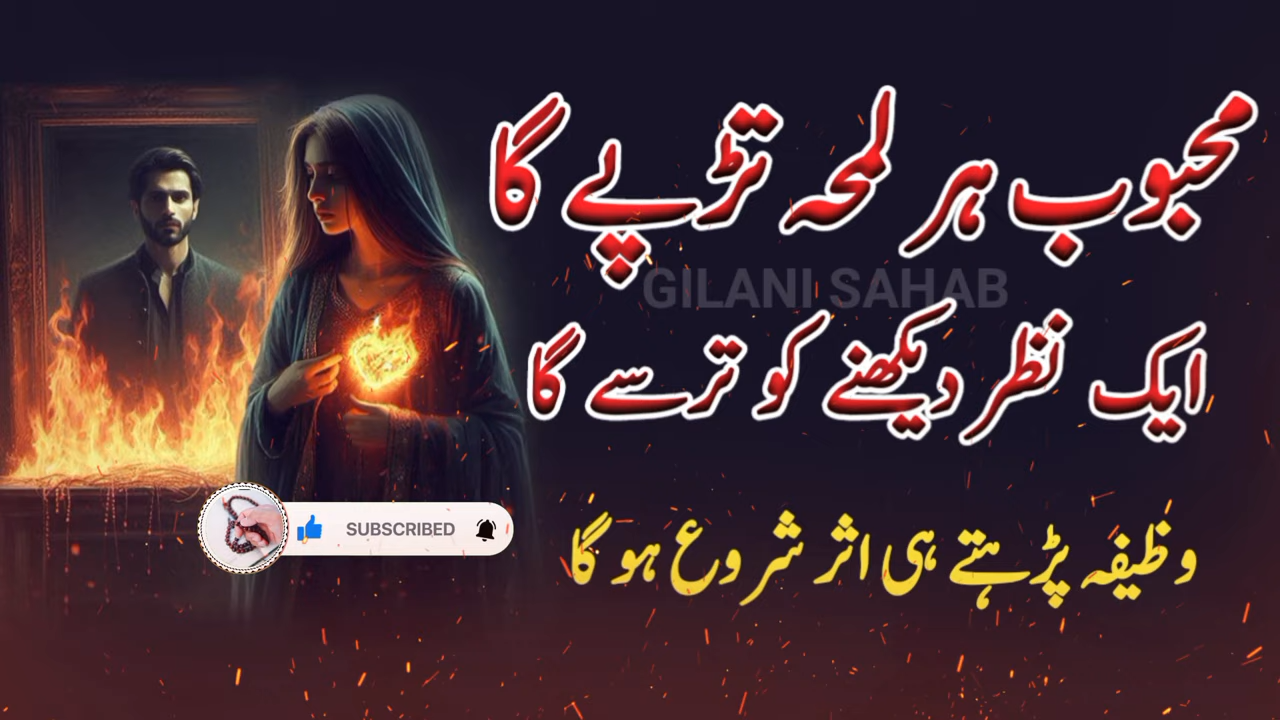 محبوب ہر لمحہ تڑپے گا
GILANI SAHAB
ایک نظر دیکھنے کو ترسے گا
SUBSCRIBED
وظیفہ پڑہتے ہی اثر شروع ہو گا